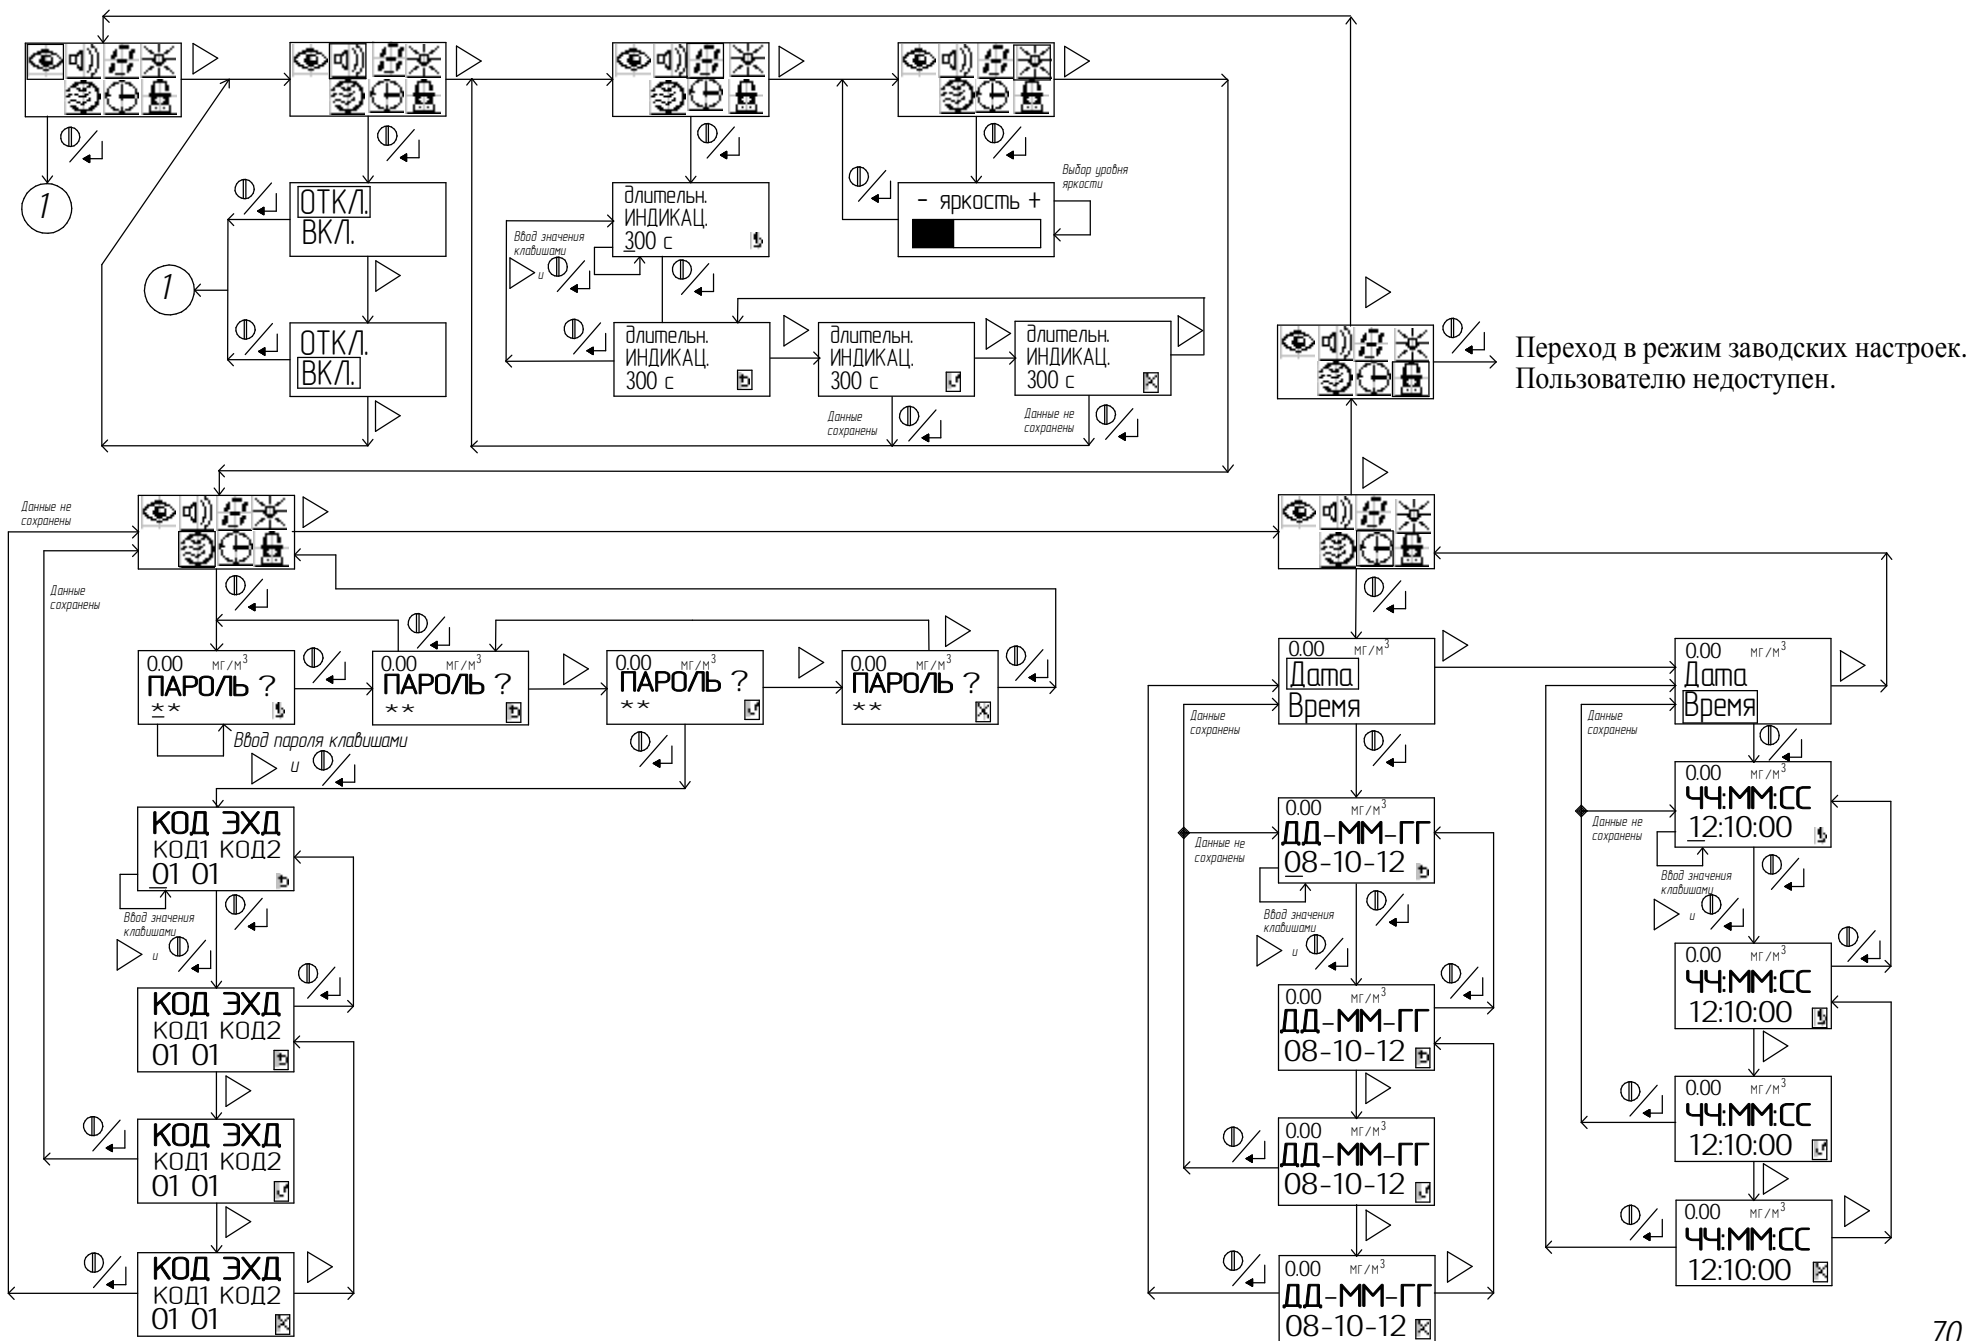 1
ОТКЛ.
ВКЛ.
1
ОТКЛ.
ВКЛ.
длительн.
ИНДИКАЦ.
300 с
Ввод значения
клавишами
и
длительн.
ИНДИКАЦ.
300 с
длительн.
ИНДИКАЦ.
300 с
длительн.
ИНДИКАЦ.
300 с
Данные
сохранены
Данные не
сохранены
- яркость +
Выбор уровня
яркости
Переход в режим заводских настроек.
Пользователю недоступен.
Данные не
сохранены
Данные
сохранены
0.00 мг/м³
ПАРОЛЬ ?
**
0.00 мг/м³
ПАРОЛЬ ?
**
0.00 мг/м³
ПАРОЛЬ ?
**
0.00 мг/м³
ПАРОЛЬ ?
**
Ввод пароля клавишами
и
КОД ЭХД
КОД1 КОД2
01 01
Ввод значения
клавишами
и
КОД ЭХД
КОД1 КОД2
01 01
КОД ЭХД
КОД1 КОД2
01 01
КОД ЭХД
КОД1 КОД2
01 01
0.00 мг/м³
Дата
Время
Данные
сохранены
0.00 мг/м³
ДД-ММ-ГГ
08-10-12
Данные не
сохранены
Ввод значения
клавишами
и
0.00 мг/м³
ДД-ММ-ГГ
08-10-12
0.00 мг/м³
ДД-ММ-ГГ
08-10-12
0.00 мг/м³
ДД-ММ-ГГ
08-10-12
0.00 мг/м³
Дата
Время
Данные
сохранены
0.00 мг/м³
ЧЧ:ММ:СС
12:10:00
Данные не
сохранены
Ввод значения
клавишами
и
0.00 мг/м³
ЧЧ:ММ:СС
12:10:00
0.00 мг/м³
ЧЧ:ММ:СС
12:10:00
0.00 мг/м³
ЧЧ:ММ:СС
12:10:00
70